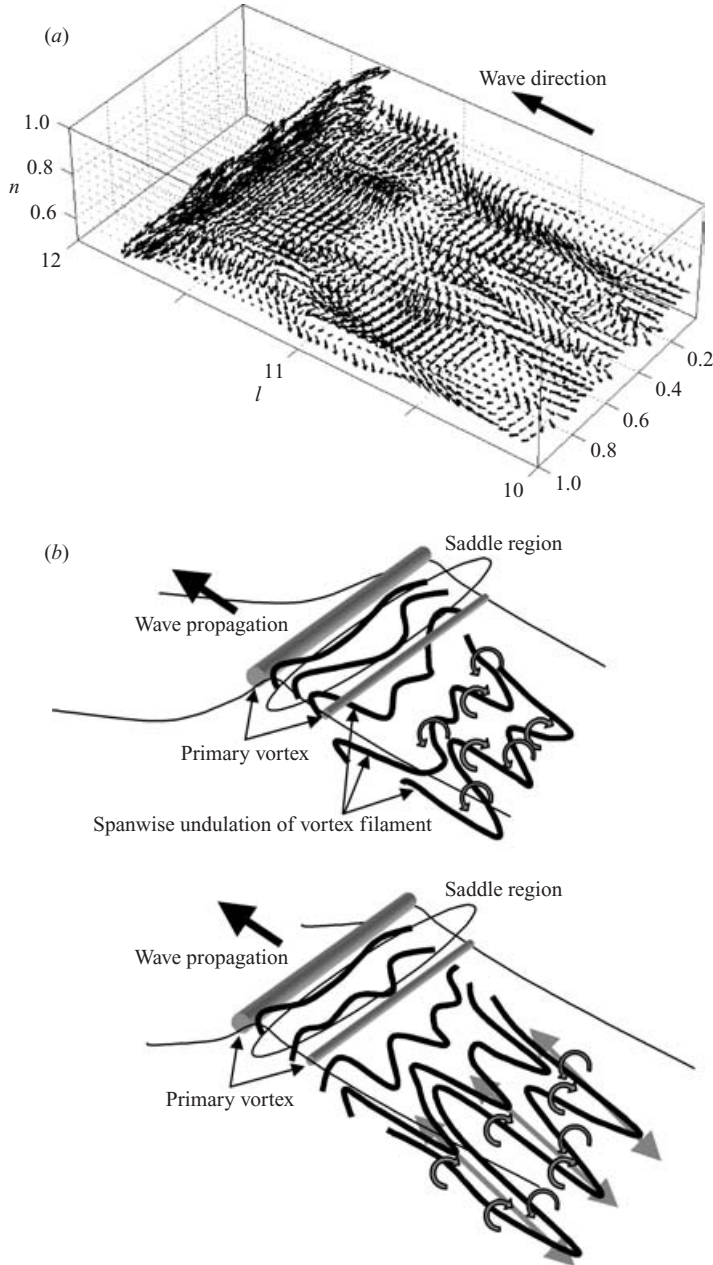 (a)
Wave direction
1.0
0.8
n
0.6
12
11
l
10
0.2
0.4
0.6
0.8
1.0
(b)
Saddle region
Wave propagation
Primary vortex
Spanwise undulation of vortex filament
Saddle region
Wave propagation
Primary vortex